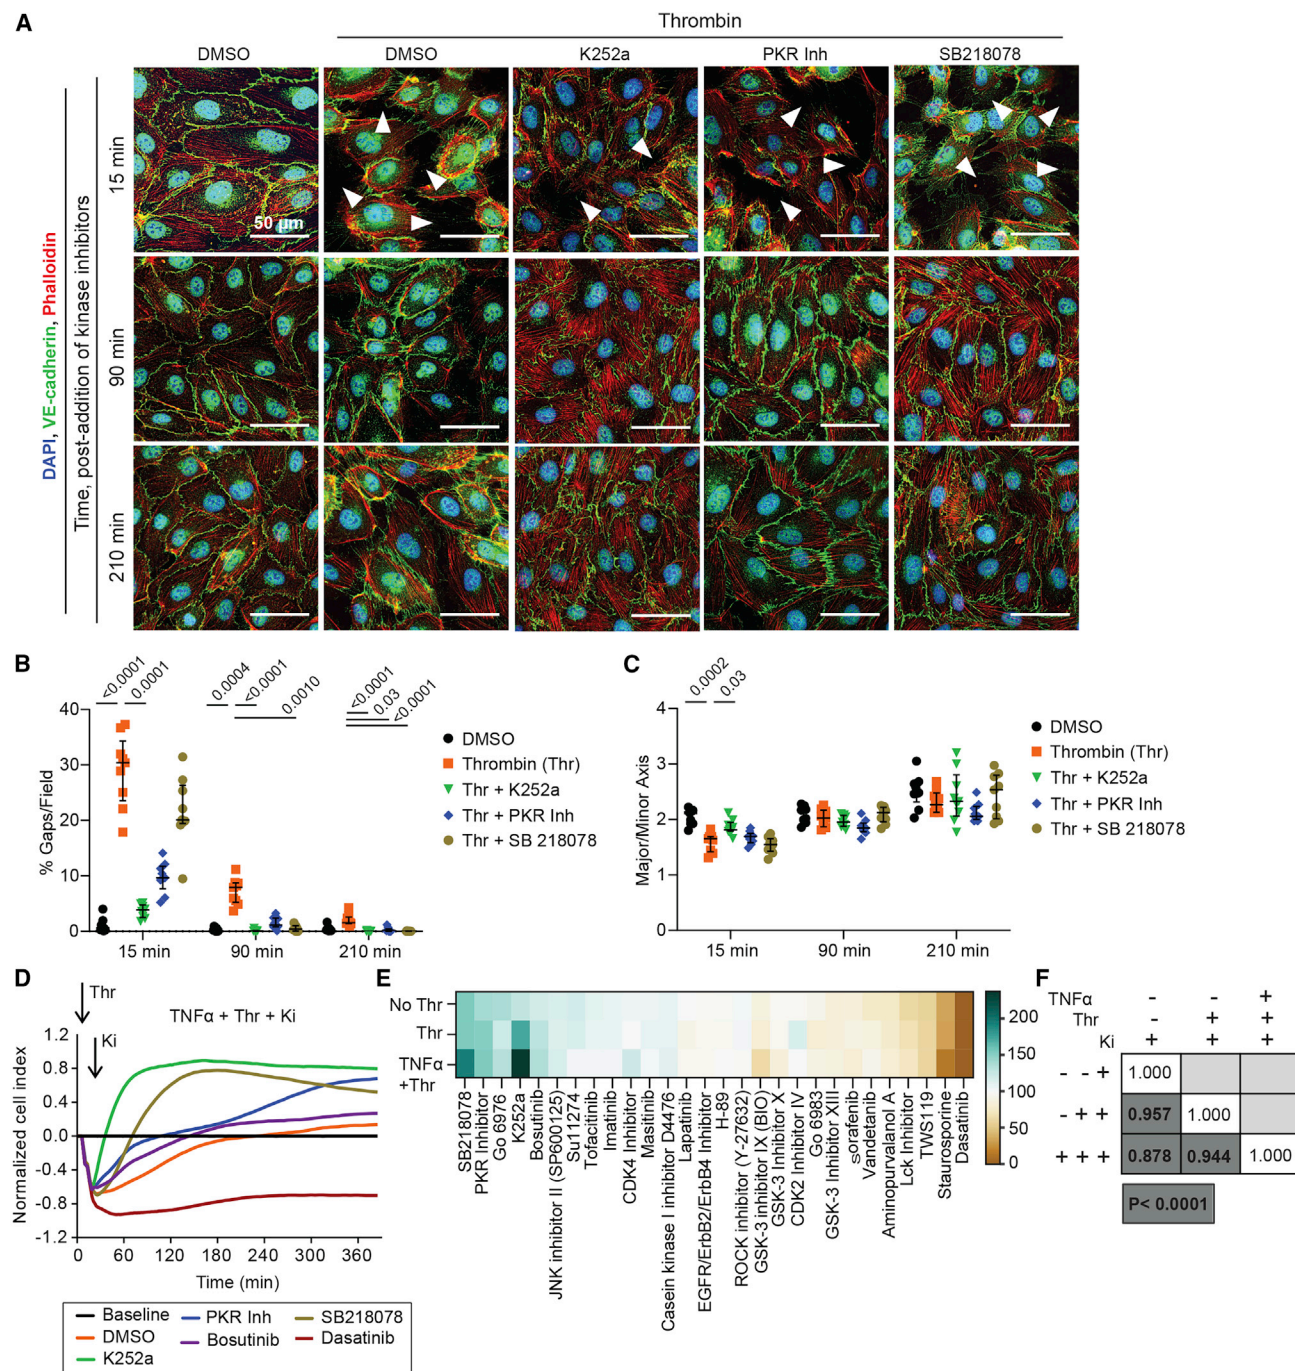 A
Thrombin
DMSO
DMSO
K252a
PKR Inh
SB218078
DAPI, VE-cadherin, Phalloidin
Time, post-addition of kinase inhibitors
15 min
50 µm
90 min
210 min
B
<0.0001
0.0001
0.0004
<0.0001
0.0010
<0.0001
0.03
<0.0001
40
30
20
10
0
% Gaps/Field
15 min
90 min
210 min
DMSO
Thrombin (Thr)
Thr + K252a
Thr + PKR Inh
Thr + SB 218078
C
0.0002
0.03
4
3
2
1
0
Major/Minor Axis
15 min
90 min
210 min
DMSO
Thrombin (Thr)
Thr + K252a
Thr + PKR Inh
Thr + SB 218078
D
Thr
TNFα + Thr + Ki
Ki
1.2
0.8
0.4
0.0
-0.4
-0.8
-1.2
Normalized cell index
0 60 120 180 240 300 360
Time (min)
Baseline
DMSO
K252a
PKR Inh
Bosutinib
SB218078
Dasatinib
E
No Thr
Thr
TNFα
+Thr
200
150
100
50
0
SB218078
PKR Inhibitor
Go 6976
K252a
Bosutinib
JNK inhibitor II (SP600125)
Su11274
Tofacitinib
Imatinib
CDK4 Inhibitor
Masitinib
Casein kinase I inhibitor D4476
Lapatinib
EGFR/ErbB2/ErbB4 Inhibitor
H-89
ROCK inhibitor (Y-27632)
GSK-3 inhibitor IX (BIO)
GSK-3 Inhibitor X
CDK2 Inhibitor IV
Go 6983
GSK-3 Inhibitor XIII
Sorafenib
Vandetanib
Aminopurvalanol A
Lck Inhibitor
TWS119
Staurosporine
Dasatinib
F
TNFα - - +
Thr - + +
Ki + + +
- - + 1.000
- + + 0.957 1.000
+ + + 0.878 0.944 1.000
P< 0.0001